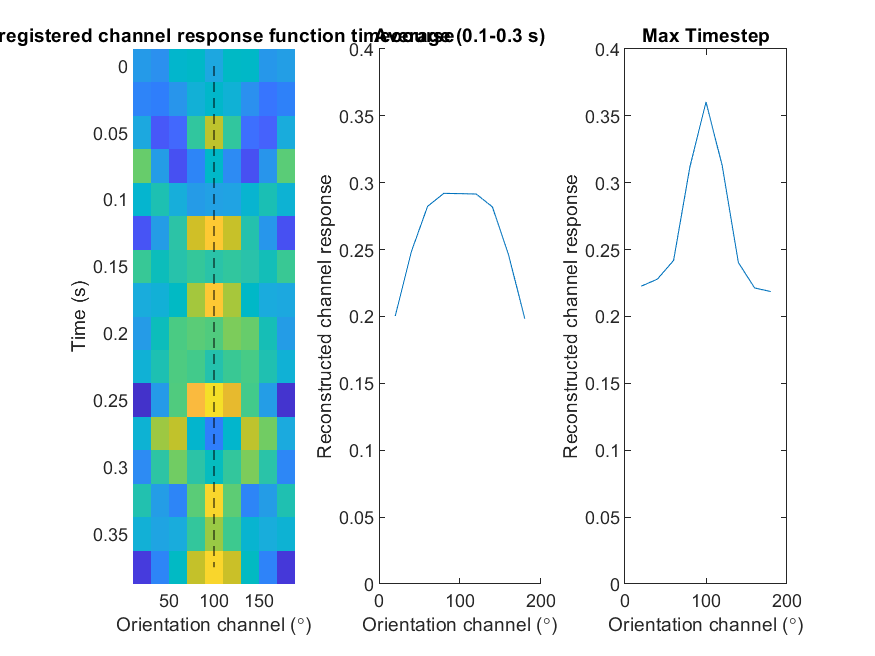 registered channel response function timecourse
Average (0.1-0.3 s)
Max Timestep
Time (s)
0
0.05
0.1
0.15
0.2
0.25
0.3
0.35
50 100 150
Orientation channel (°)
Reconstructed channel response
0.4
0.35
0.3
0.25
0.2
0.15
0.1
0.05
0
0 100 200
Orientation channel (°)
Reconstructed channel response
0.4
0.35
0.3
0.25
0.2
0.15
0.1
0.05
0
0 100 200
Orientation channel (°)